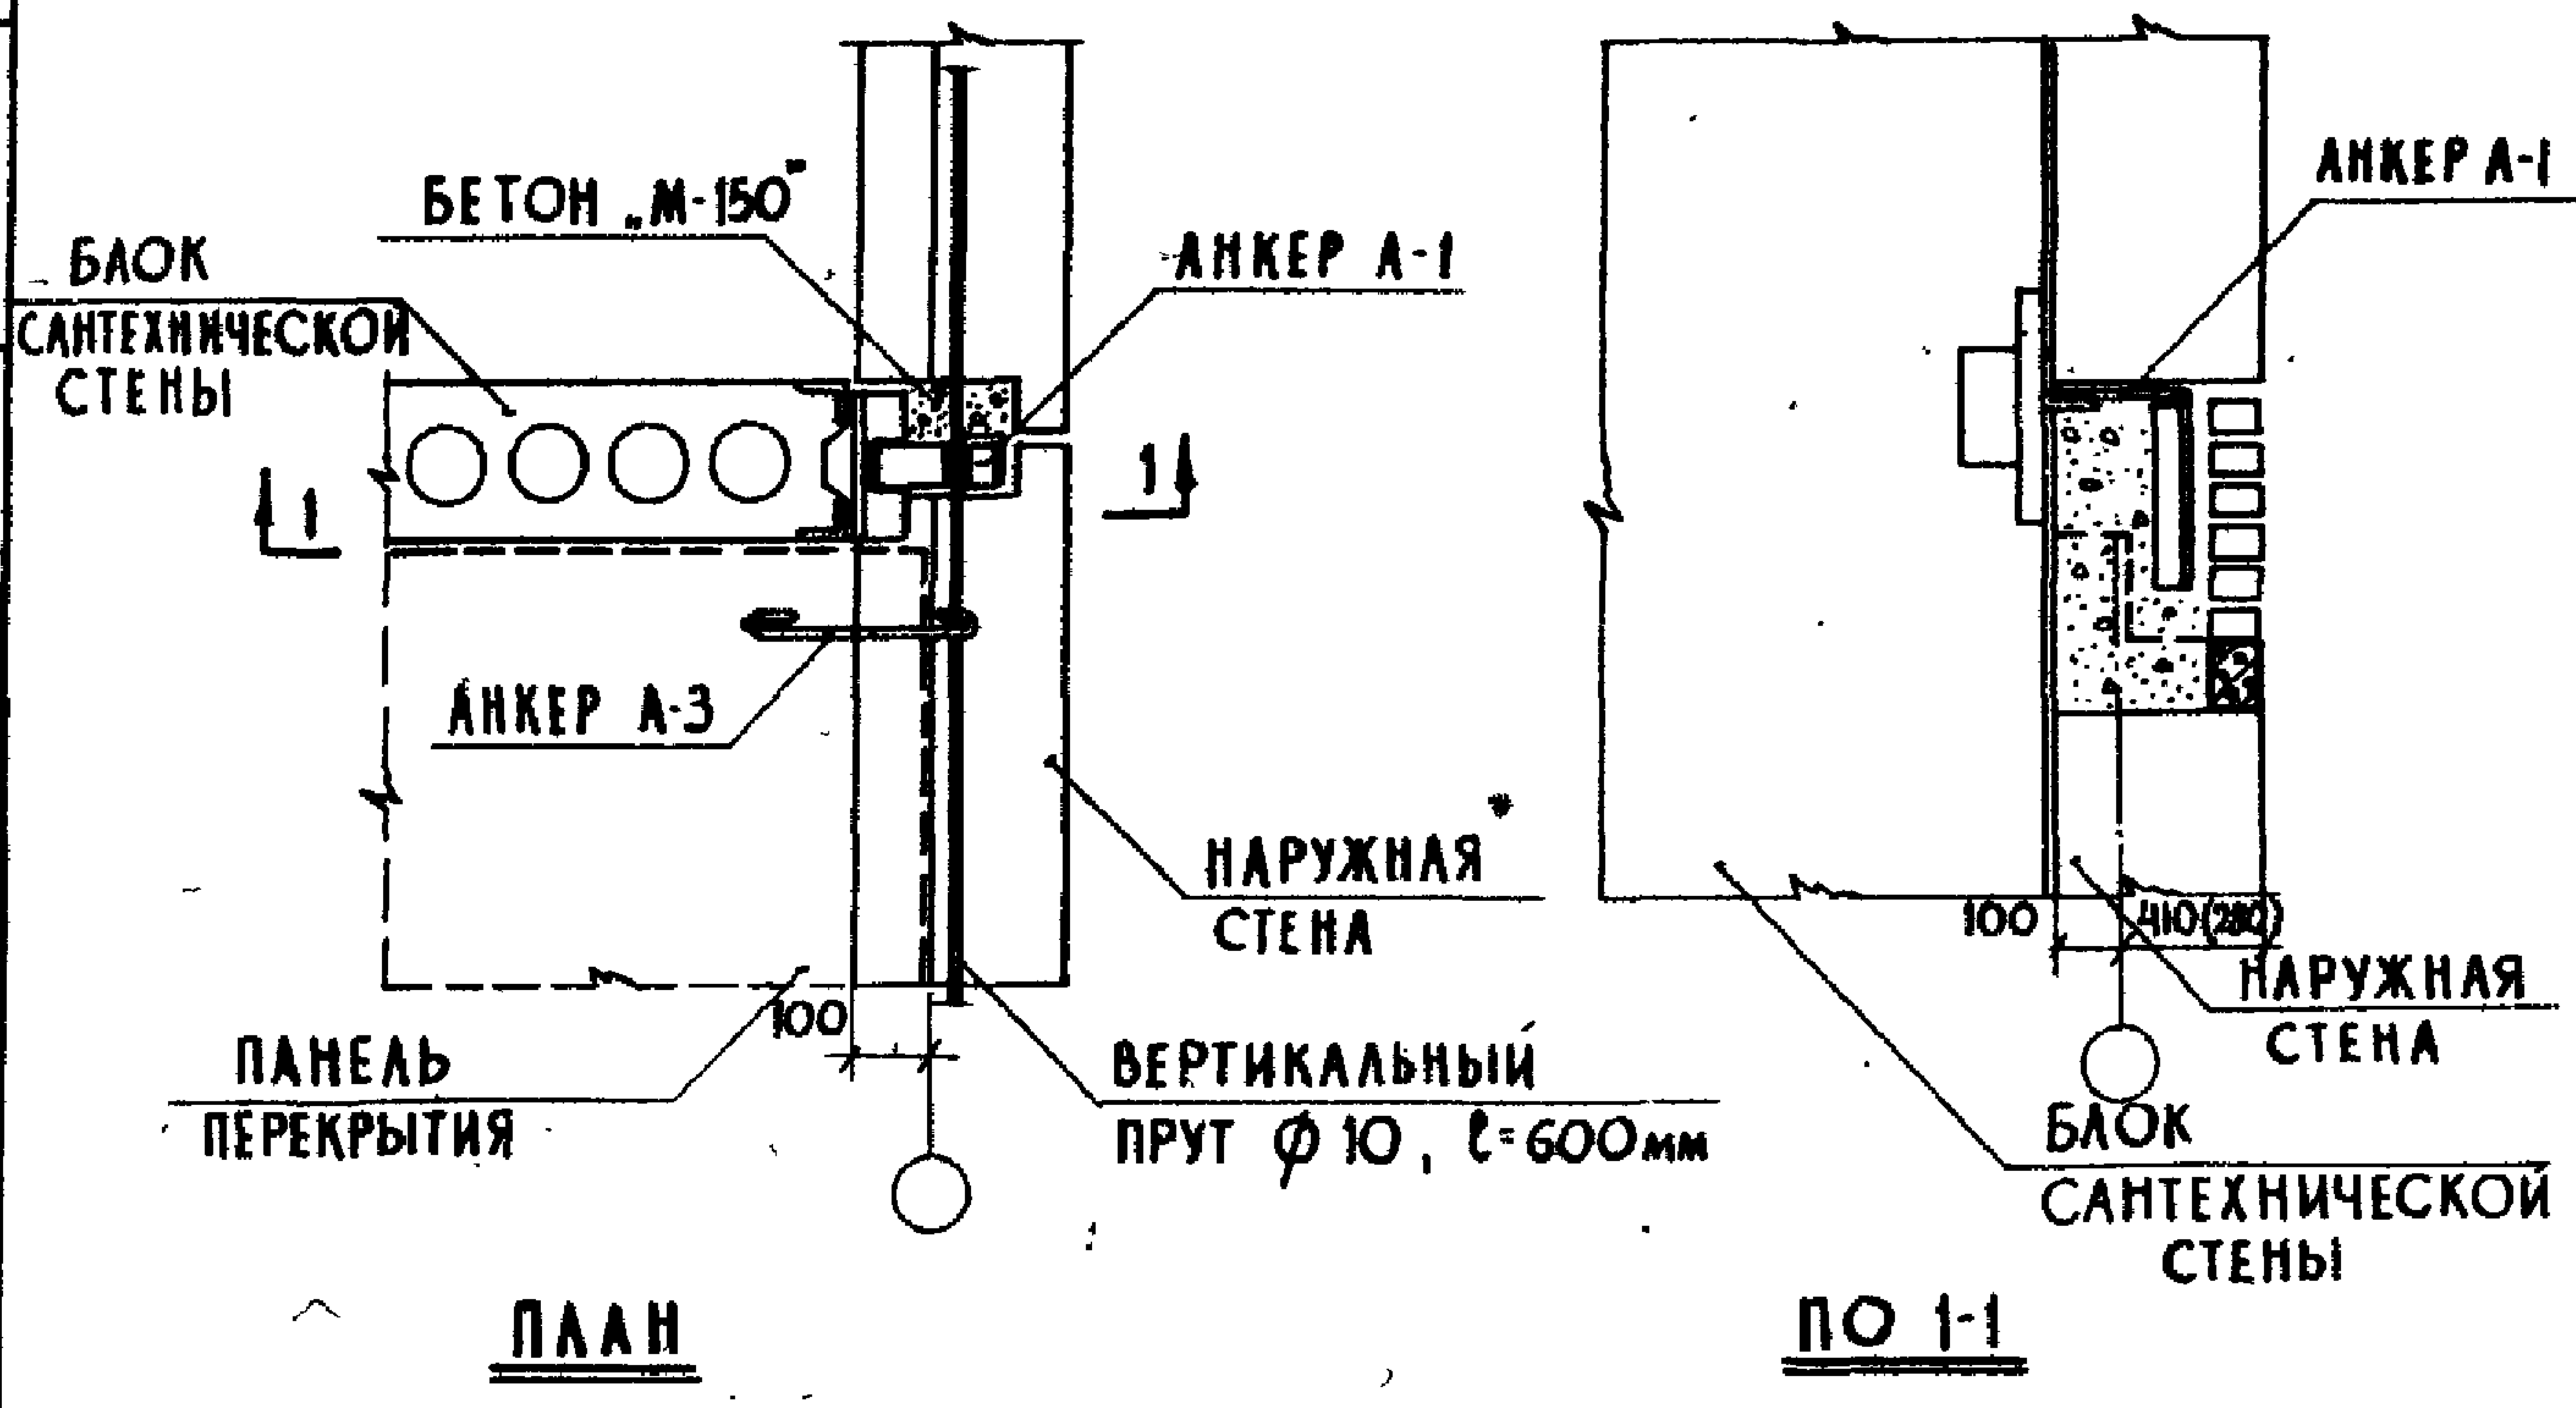 БЕТОН „М-150"
БЛОК
САНТЕХНИЧЕСКОЙ
СТЕНЫ
АНКЕР А-1
1
1
АНКЕР А-3
НАРУЖНАЯ*
СТЕНА
100
ПАНЕЛЬ
ПЕРЕКРЫТИЯ
ВЕРТИКАЛЬНЫЙ
ПРУТ ϕ 10, ℓ=600мм
ПЛАН
АНКЕР А-1
100
410(280)
НАРУЖНАЯ
СТЕНА
БЛОК
САНТЕХНИЧЕСКОЙ
СТЕНЫ
ПО 1-1